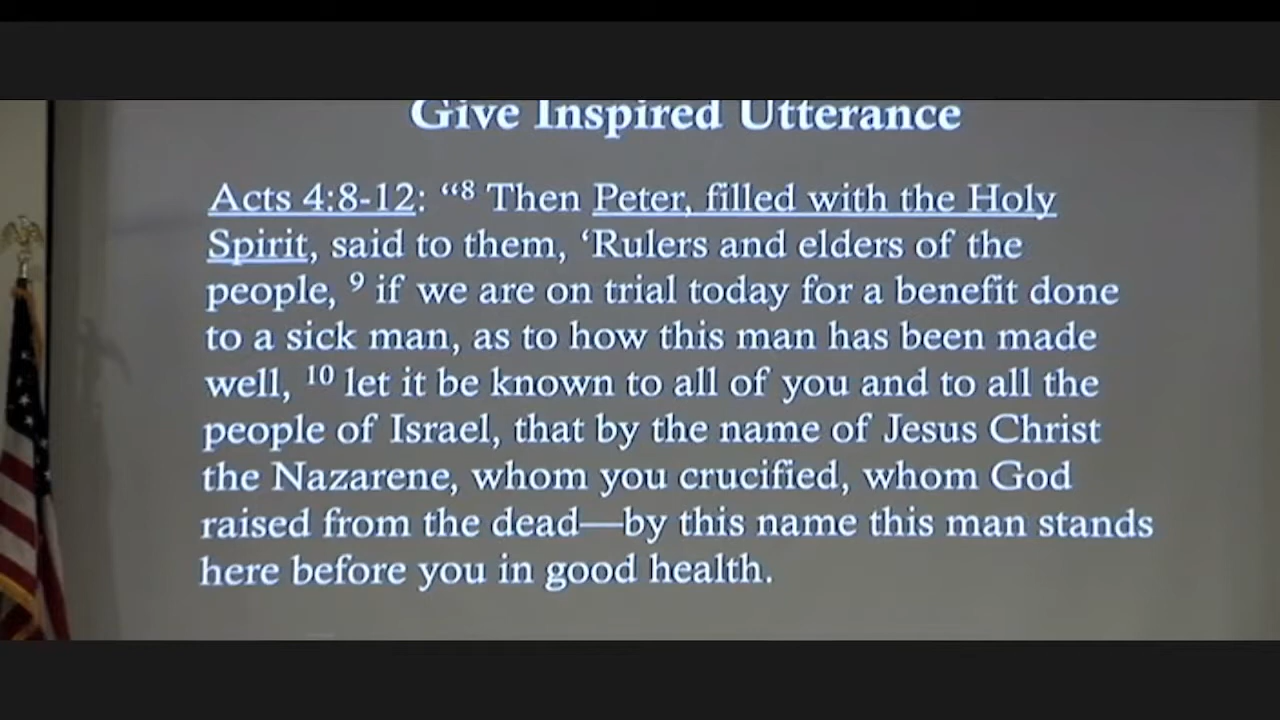 Give Inspired Utterance
Acts 4:8-12: “8 Then Peter, filled with the Holy
Spirit, said to them, ‘Rulers and elders of the
people, 9 if we are on trial today for a benefit done
to a sick man, as to how this man has been made
well, 10 let it be known to all of you and to all the
people of Israel, that by the name of Jesus Christ
the Nazarene, whom you crucified, whom God
raised from the dead—by this name this man stands
here before you in good health.